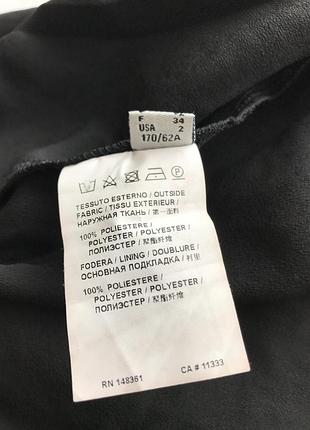 F 34
USA 2
170/62A
TESSUTO ESTERNO / OUTSIDE
FABRIC / TISSU EXTERIEUR /
НАРУЖНАЯ ТКАНЬ / 第一面料
100% POLIESTERE /
POLYESTER / POLYESTER /
ПОЛИЭСТЕР / 聚酯纤维
FODERA / LINING / DOUBLURE /
ОСНОВНАЯ ПОДКЛАДКА / 衬里
100% POLIESTERE /
POLYESTER / POLYESTER /
ПОЛИЭСТЕР / 聚酯纤维
RN 148361 CA # 11333